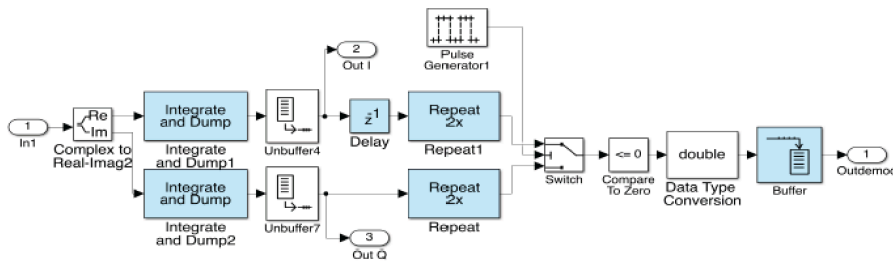 1
In1
Re
Im
Complex to
Real-Imag2
Integrate
and Dump
Integrate
and Dump1
Unbuffer4
2
Out I
z-1
Delay
Repeat
2x
Repeat1
Pulse
Generator1
Integrate
and Dump
Integrate
and Dump2
Unbuffer7
3
Out Q
Repeat
2x
Repeat
Switch
<= 0
Compare
To Zero
double
Data Type
Conversion
Buffer
1
Outdemod